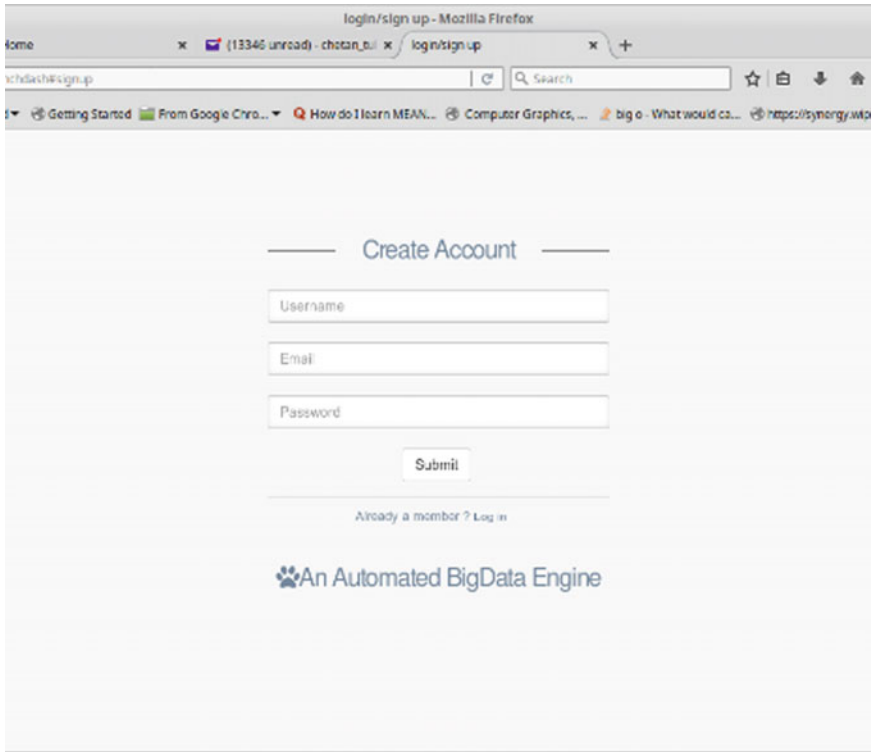 login/sign up - Mozilla Firefox
Home (13346 unread) - chetan_tul login/sign up
nchdash#signup Search
Getting Started From Google Chro... How do I learn MEAN... Computer Graphics, ... big o - What would ca... https://synergy.wip
Create Account
Username
Email
Password
Submit
Already a member ? Log in
An Automated BigData Engine